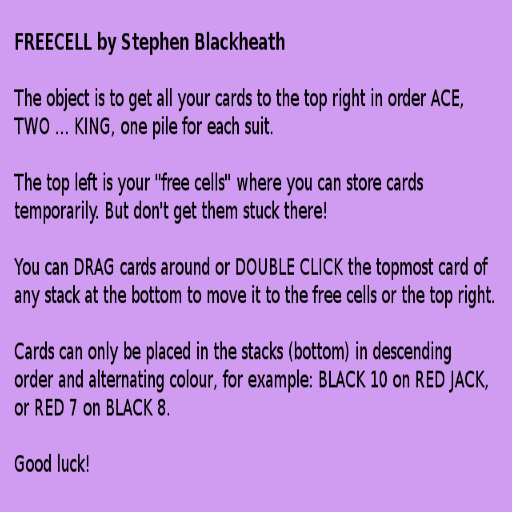 FREECELL by Stephen Blackheath
The object is to get all your cards to the top right in order ACE,
TWO ... KING, one pile for each suit.
The top left is your "free cells" where you can store cards
temporarily. But don't get them stuck there!
You can DRAG cards around or DOUBLE CLICK the topmost card of
any stack at the bottom to move it to the free cells or the top right.
Cards can only be placed in the stacks (bottom) in descending
order and alternating colour, for example: BLACK 10 on RED JACK,
or RED 7 on BLACK 8.
Good luck!